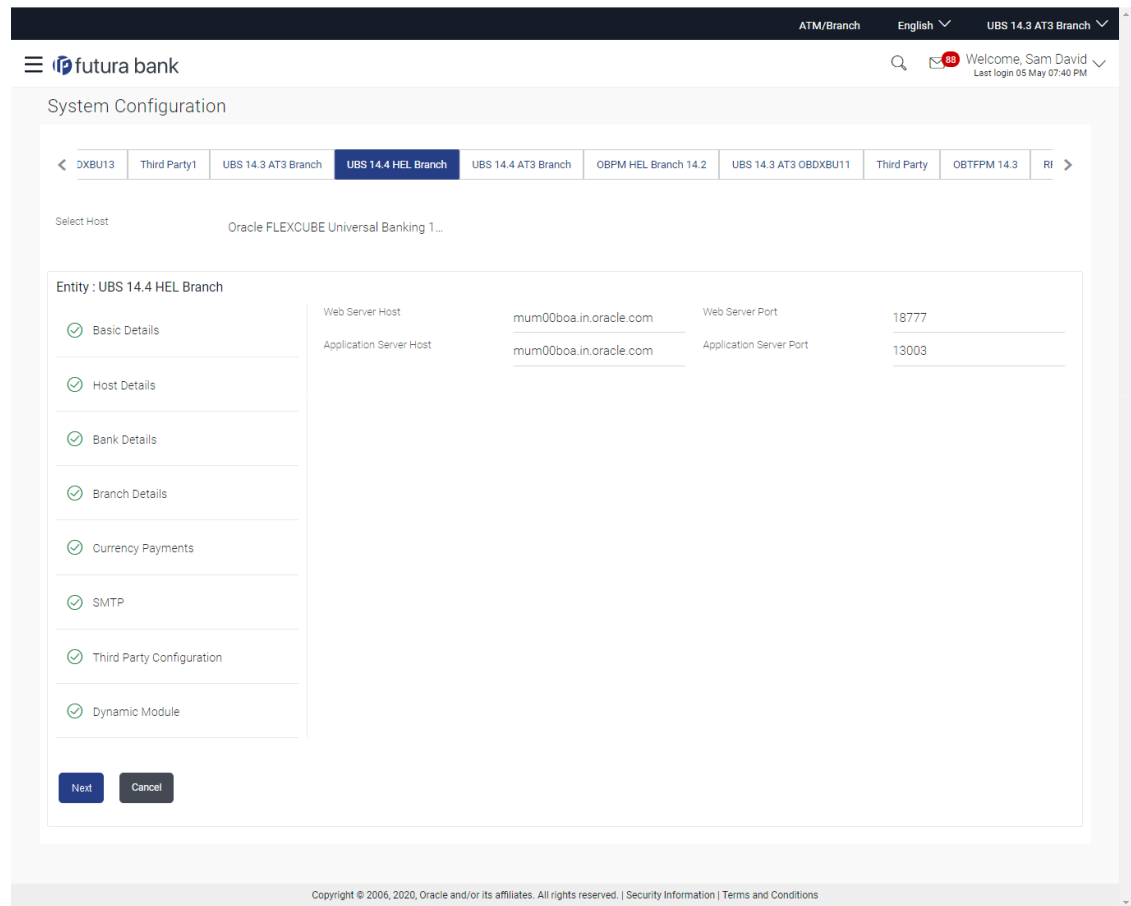 ATM/Branch English UBS 14.3 AT3 Branch
futura bank 88 Welcome, Sam David
Last login 05 May 07:40 PM
System Configuration
DXBU13 Third Party1 UBS 14.3 AT3 Branch UBS 14.4 HEL Branch UBS 14.4 AT3 Branch OBPM HEL Branch 14.2 UBS 14.3 AT3 OBDXBU11 Third Party OBTFPM 14.3
Select Host Oracle FLEXCUBE Universal Banking 1...
Entity : UBS 14.4 HEL Branch
Web Server Host mum00boa.in.oracle.com Web Server Port 18777
Application Server Host mum00boa.in.oracle.com Application Server Port 13003
Basic Details
Host Details
Bank Details
Branch Details
Currency Payments
SMTP
Third Party Configuration
Dynamic Module
Next Cancel
Copyright © 2006, 2020, Oracle and/or its affiliates. All rights reserved. | Security Information | Terms and Conditions